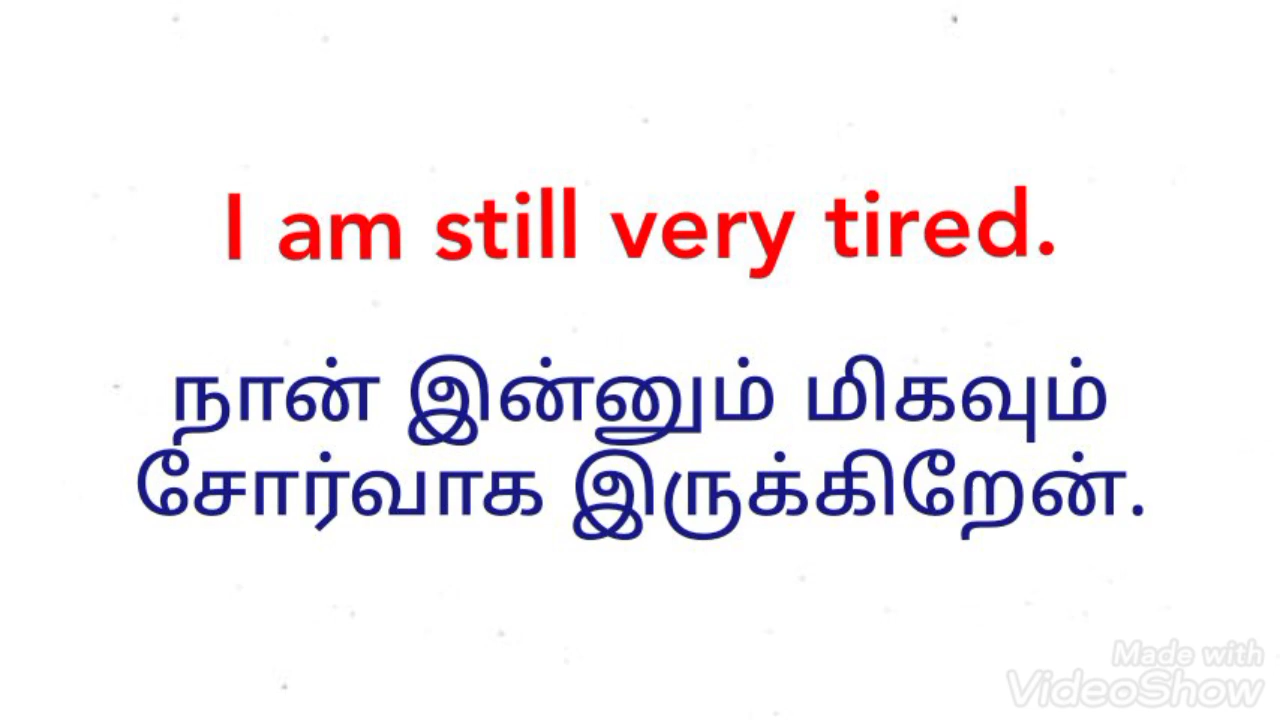 I am still very tired.
நான் இன்னும் மிகவும்
சோர்வாக இருக்கிறேன்.
Made with
VideoShow